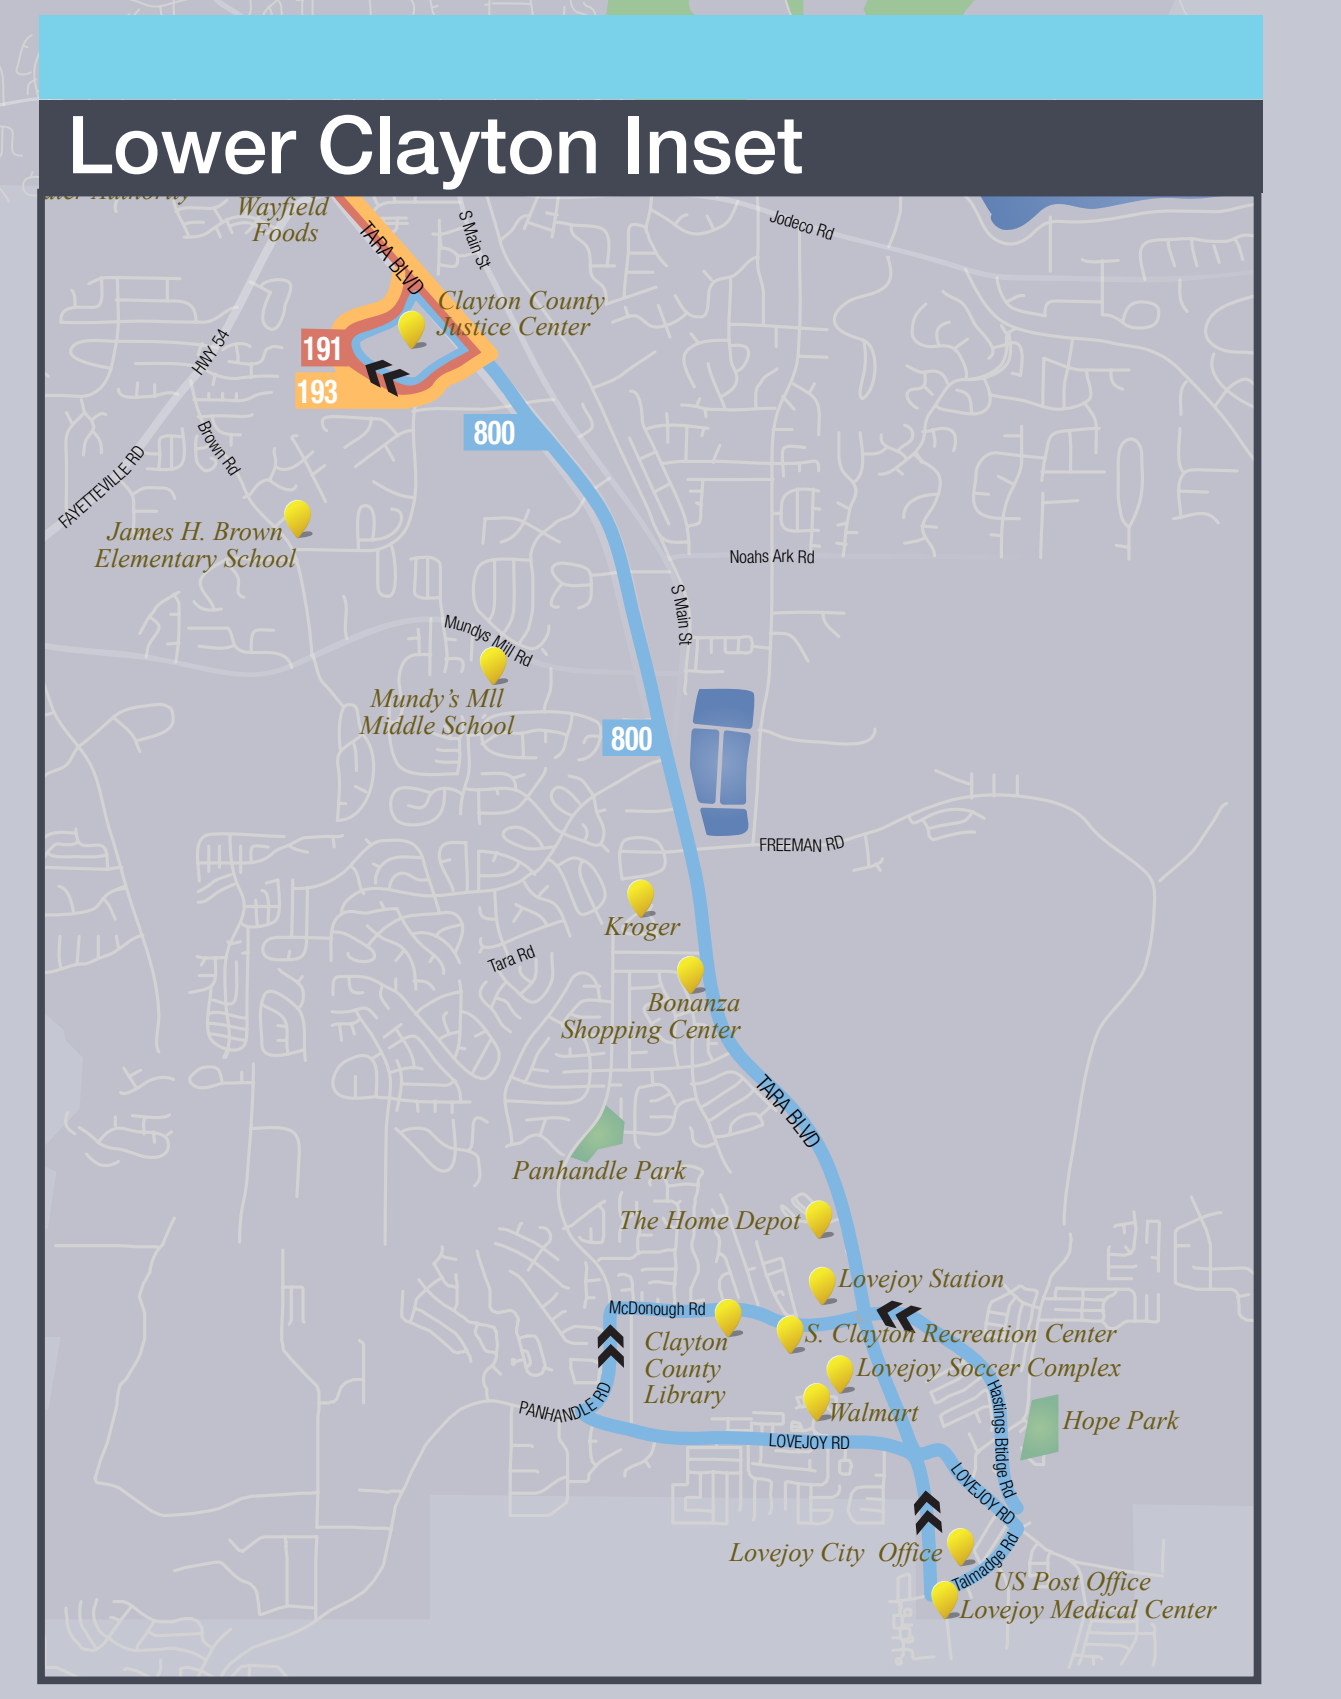 Lower Clayton Inset
ater Authority
Wayfield
Foods
TARA BLVD
S Main St
Jodeco Rd
Clayton County
Justice Center
191
193
HWY 54
800
Brown Rd
FAYETTEVILLE RD
James H. Brown
Elementary School
Noahs Ark Rd
S Main St
Mundys Mill Rd
Mundy's Mll
Middle School
800
FREEMAN RD
Kroger
Tara Rd
Bonanza
Shopping Center
TARA BLVD
Panhandle Park
The Home Depot
Lovejoy Station
McDonough Rd
S. Clayton Recreation Center
Clayton
County
Library
Lovejoy Soccer Complex
PANHANDLE RD
Walmart
Hastings Btidge Rd
Hope Park
LOVEJOY RD
LOVEJOY RD
Lovejoy City Office
Talmadge Rd
US Post Office
Lovejoy Medical Center